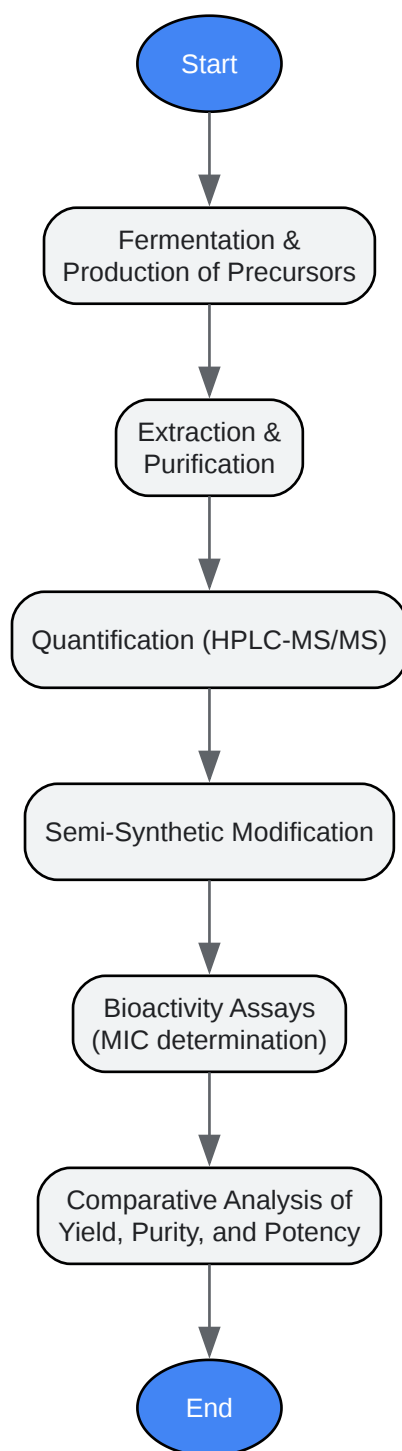 Start
Fermentation &
Production of Precursors
Extraction &
Purification
Quantification (HPLC-MS/MS)
Semi-Synthetic Modification
Bioactivity Assays
(MIC determination)
Comparative Analysis of
Yield, Purity, and Potency
End